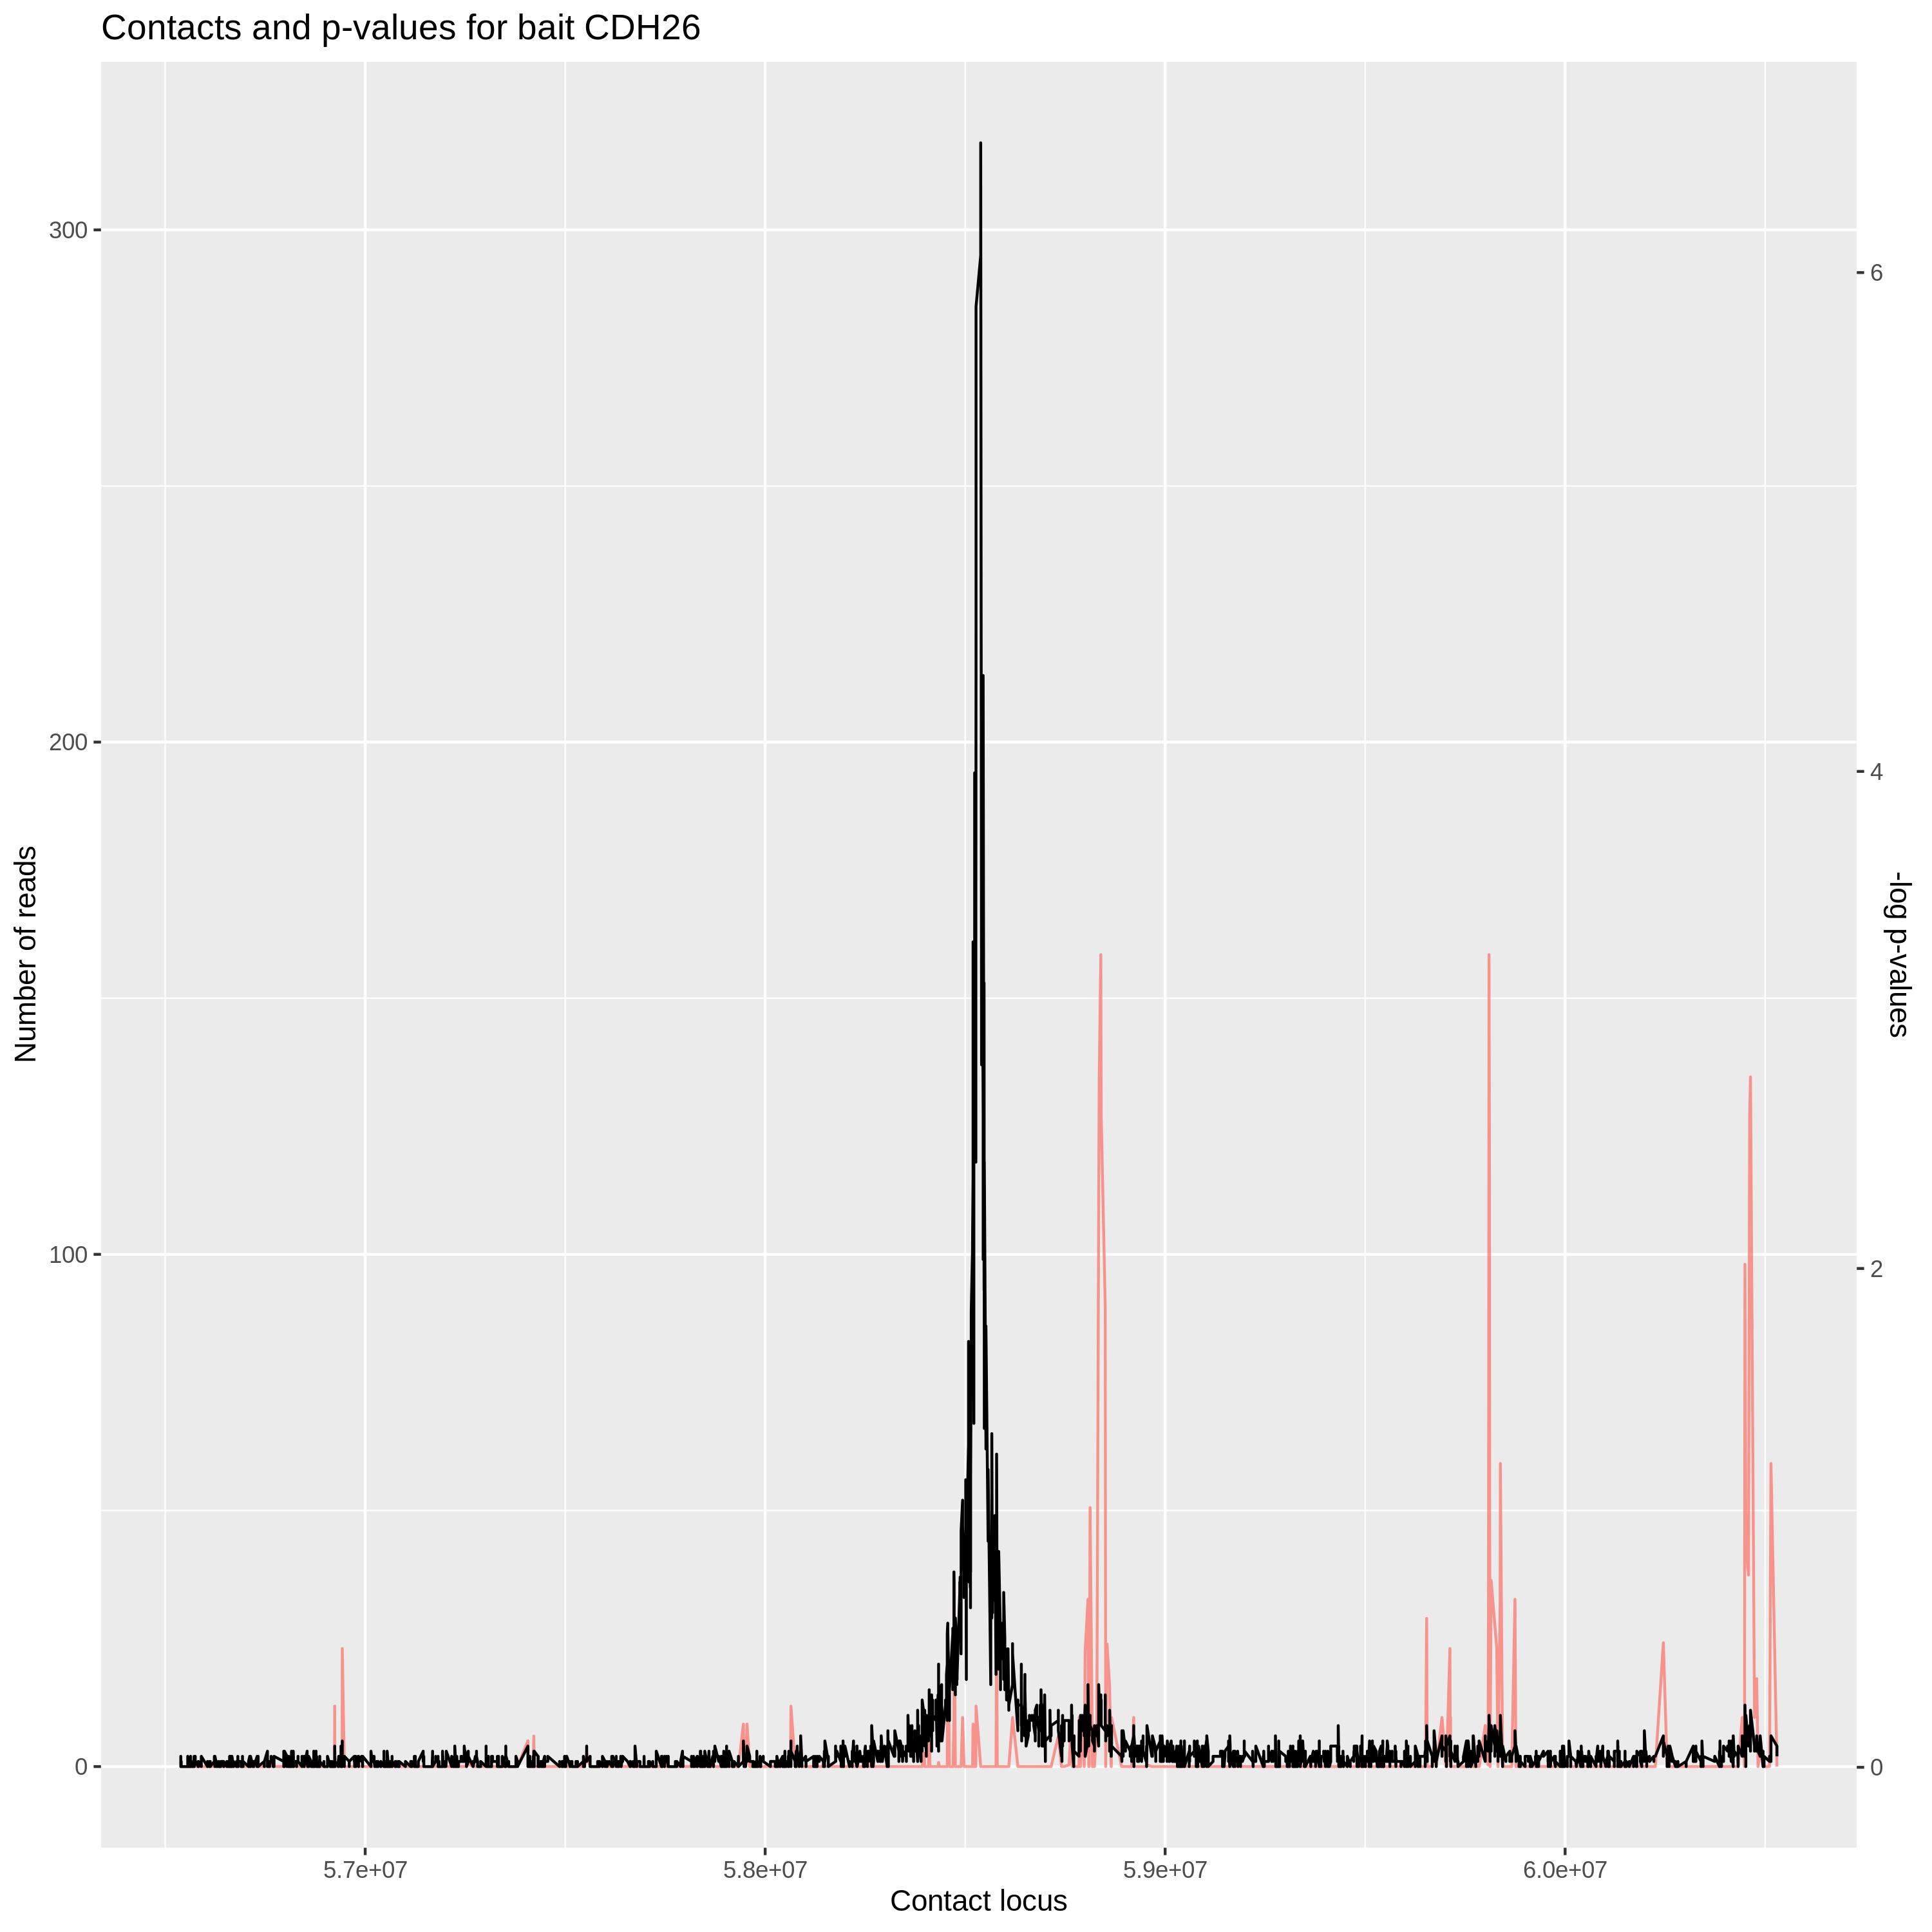 Contacts and p-values for bait CDH26
300
200
100
0
Number of reads
6
4
2
0
-log p-values
5.7e+07
5.8e+07
5.9e+07
6.0e+07
Contact locus